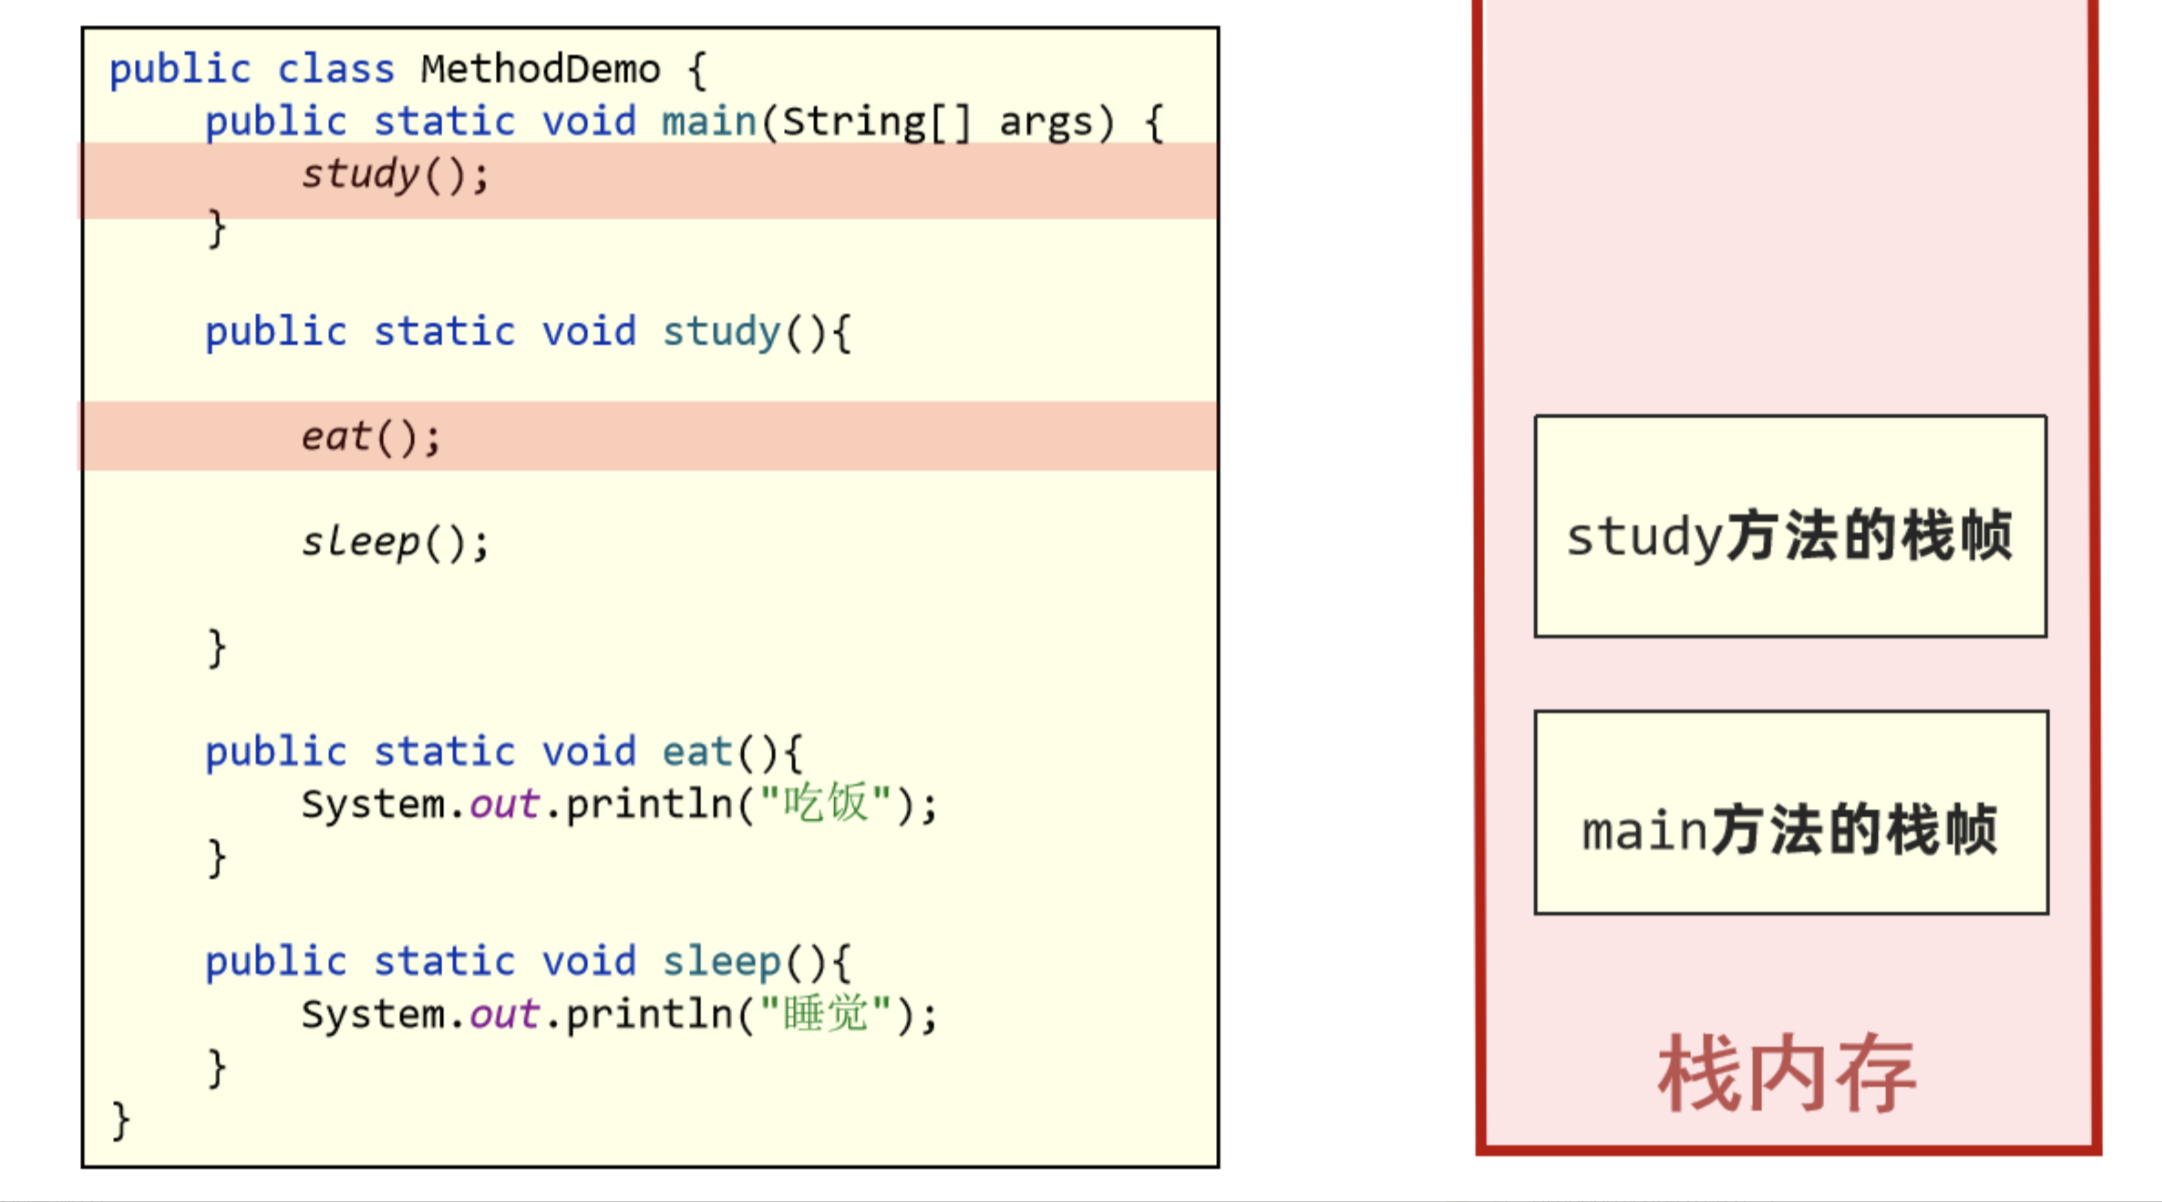 public class MethodDemo {
public static void main(String[] args) {
study();
}
public static void study(){
eat();
sleep();
}
public static void eat(){
System.out.println("吃饭");
}
public static void sleep(){
System.out.println("睡觉");
}
}
study方法的栈帧
main方法的栈帧
栈内存